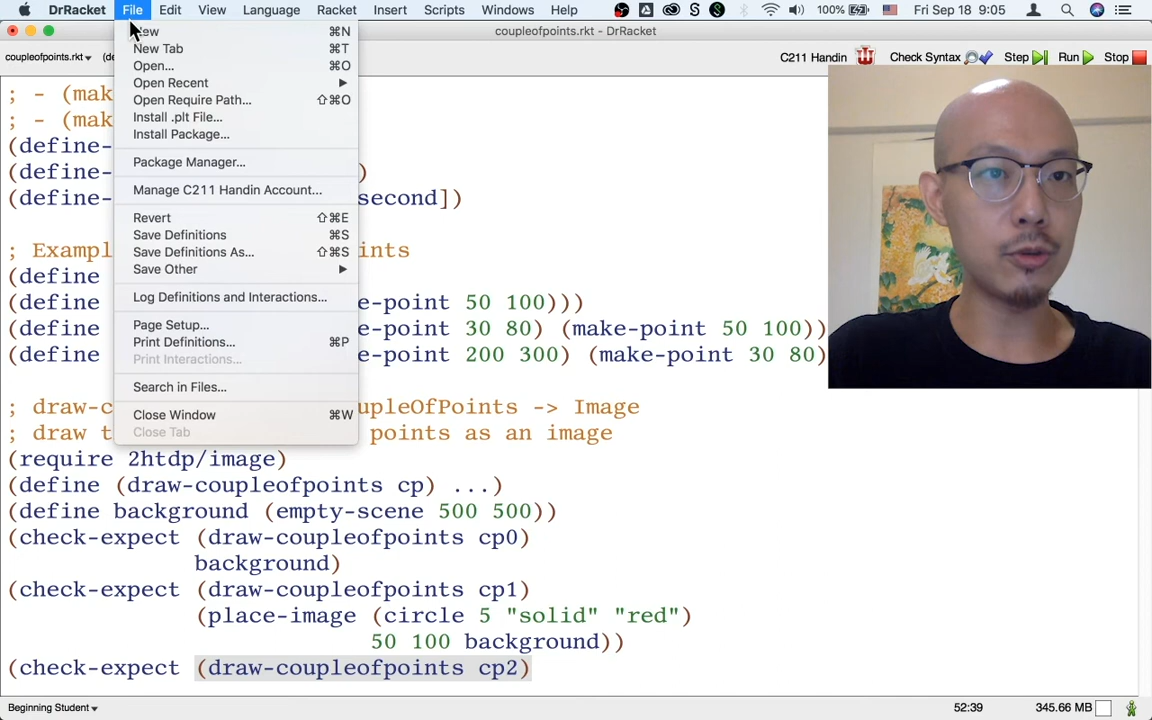 DrRacket File Edit View Language Racket Insert Scripts Windows Help 100% Fri Sep 18 9:05
coupleofpoints.rkt - DrRacket
coupleofpoints.rkt (de C211 Handin Check Syntax Step Run Stop
New ⌘N
New Tab ⌘T
Open... ⌘O
Open Recent
Open Require Path... ⇧⌘O
Install .plt File...
Install Package...
Package Manager...
Manage C211 Handin Account...
Revert ⇧⌘E
Save Definitions ⌘S
Save Definitions As... ⇧⌘S
Save Other
Log Definitions and Interactions...
Page Setup...
Print Definitions... ⌘P
Print Interactions...
Search in Files...
Close Window ⌘W
Close Tab
; - (mak
; - (mak
(define-
(define- )
(define- second])
; Exampl ints
(define
(define e-point 50 100)))
(define e-point 30 80) (make-point 50 100))
(define e-point 200 300) (make-point 30 80)
; draw-c upleOfPoints -> Image
; draw t points as an image
(require 2htdp/image)
(define (draw-coupleofpoints cp) ...)
(define background (empty-scene 500 500))
(check-expect (draw-coupleofpoints cp0)
background)
(check-expect (draw-coupleofpoints cp1)
(place-image (circle 5 "solid" "red")
50 100 background))
(check-expect (draw-coupleofpoints cp2)
Beginning Student 52:39 345.66 MB